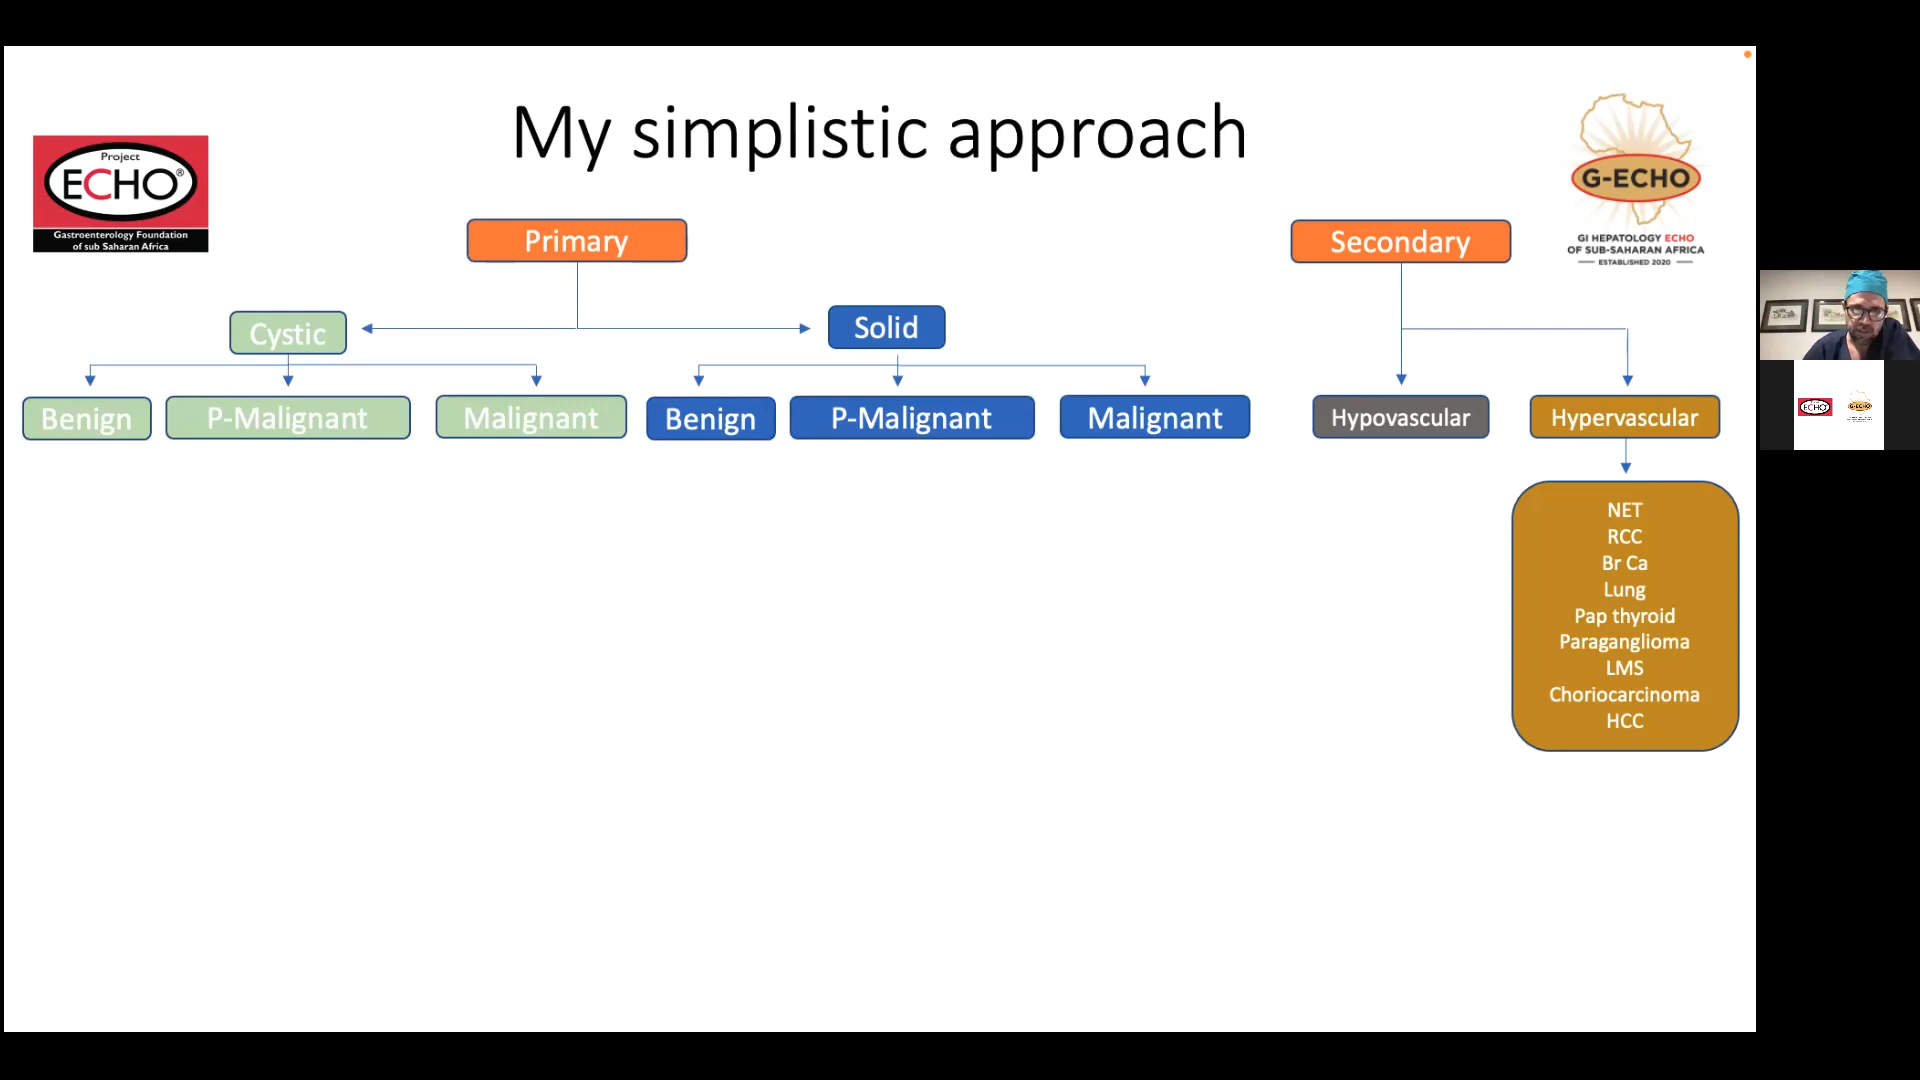 My simplistic approach
Project
ECHO®
Gastroenterology Foundation
of sub Saharan Africa
G-ECHO
GI HEPATOLOGY ECHO
OF SUB-SAHARAN AFRICA
ESTABLISHED 2020
Primary
Secondary
Cystic
Solid
Benign
P-Malignant
Malignant
Benign
P-Malignant
Malignant
Hypovascular
Hypervascular
NET
RCC
Br Ca
Lung
Pap thyroid
Paraganglioma
LMS
Choriocarcinoma
HCC
ECHO
G-ECHO